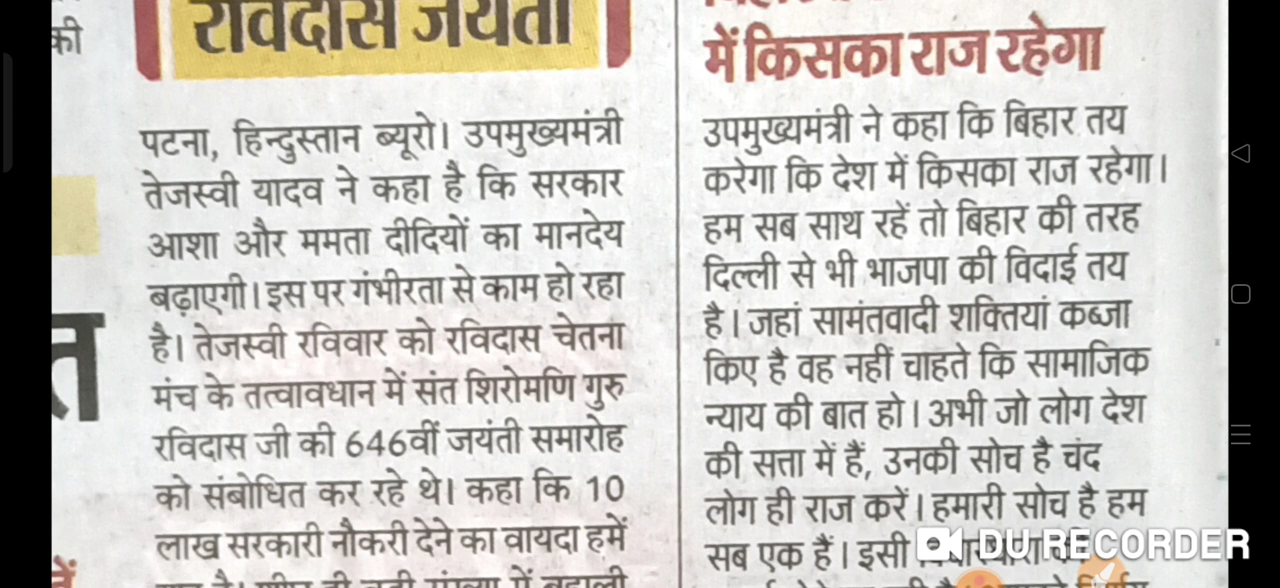 की
रविदास जयंती
पटना, हिन्दुस्तान ब्यूरो। उपमुख्यमंत्री
तेजस्वी यादव ने कहा है कि सरकार
आशा और ममता दीदियों का मानदेय
बढ़ाएगी। इस पर गंभीरता से काम हो रहा
है। तेजस्वी रविवार को रविदास चेतना
मंच के तत्वावधान में संत शिरोमणि गुरु
रविदास जी की 646वीं जयंती समारोह
को संबोधित कर रहे थे। कहा कि 10
लाख सरकारी नौकरी देने का वायदा हमें
में किसका राज रहेगा
उपमुख्यमंत्री ने कहा कि बिहार तय
करेगा कि देश में किसका राज रहेगा।
हम सब साथ रहें तो बिहार की तरह
दिल्ली से भी भाजपा की विदाई तय
है। जहां सामंतवादी शक्तियां कब्जा
किए है वह नहीं चाहते कि सामाजिक
न्याय की बात हो। अभी जो लोग देश
की सत्ता में हैं, उनकी सोच है चंद
लोग ही राज करें। हमारी सोच है हम
सब एक हैं। इसी
DU RECORDER